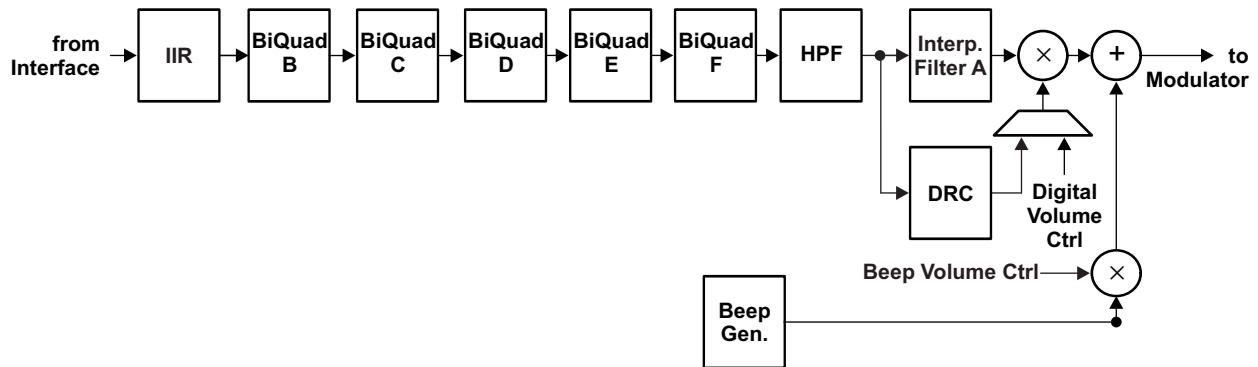 from
Interface
IIR
BiQuad
B
BiQuad
C
BiQuad
D
BiQuad
E
BiQuad
F
HPF
Interp.
Filter A
×
+
to
Modulator
DRC
Digital
Volume
Ctrl
Beep Volume Ctrl
×
Beep
Gen.